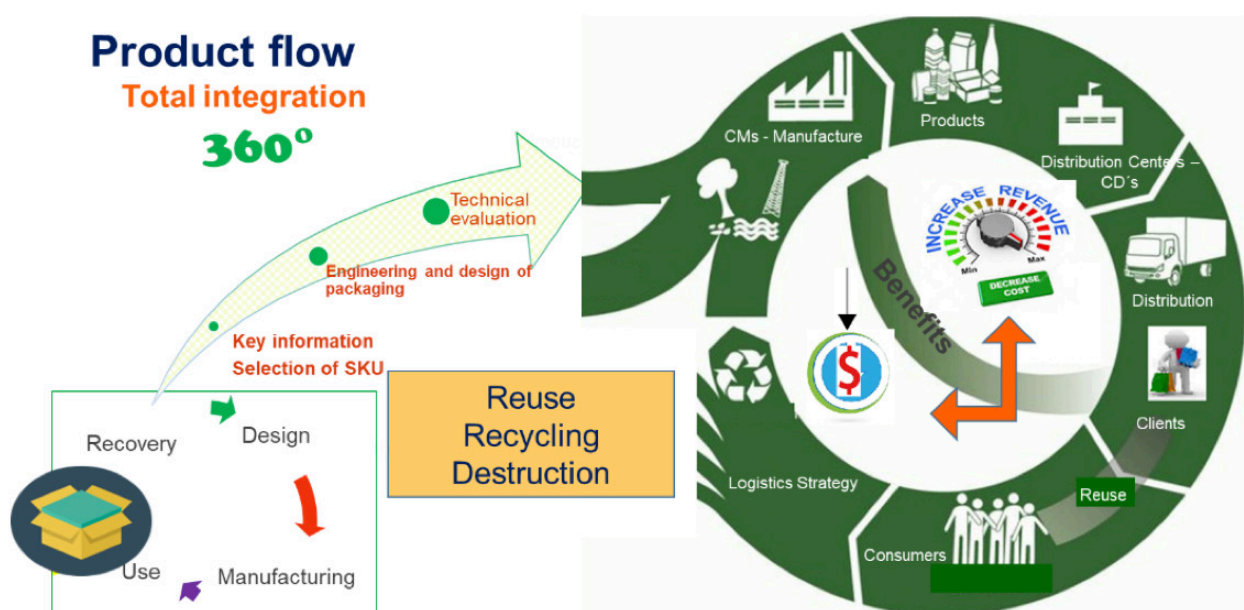 Product flow
Total integration
360°
Technical
evaluation
Engineering and design of
packaging
Key information
Selection of SKU
Recovery
Design
Use
Manufacturing
Reuse
Recycling
Destruction
CMs - Manufacture
Products
Distribution Centers –
CD´s
Distribution
Clients
Reuse
Consumers
Logistics Strategy
Benefits
INCREASE REVENUE
Min
Max
DECREASE
COST
$